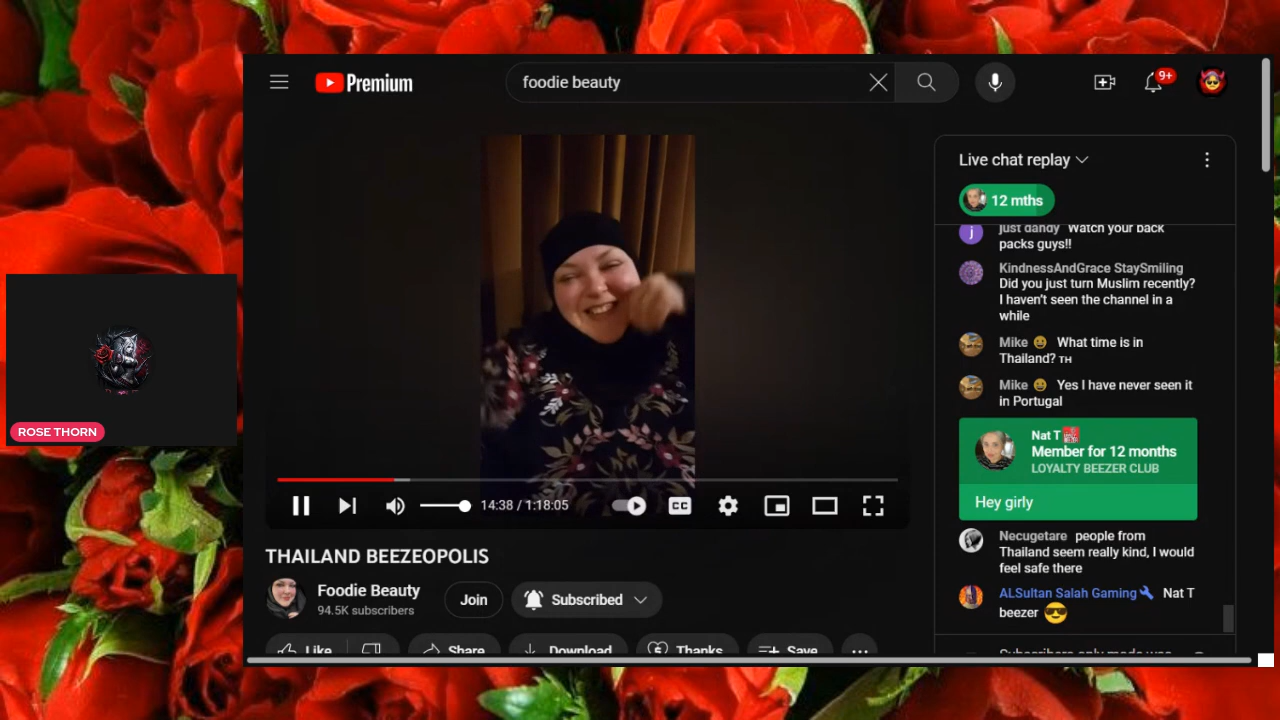 Premium
foodie beauty
9+
Live chat replay
12 mths
just dandy Watch your back
packs guys!!
KindnessAndGrace StaySmiling
Did you just turn Muslim recently?
I haven't seen the channel in a
while
Mike What time is in
Thailand? TH
Mike Yes I have never seen it
in Portugal
Nat T
Member for 12 months
LOYALTY BEEZER CLUB
Hey girly
Necugetare people from
Thailand seem really kind, I would
feel safe there
ALSultan Salah Gaming Nat T
beezer
Subscribers-only mode was
ROSE THORN
14:38 / 1:18:05
CC
THAILAND BEEZEOPOLIS
Foodie Beauty
94.5K subscribers
Join
Subscribed
Like
Share
Download
Thanks
Save